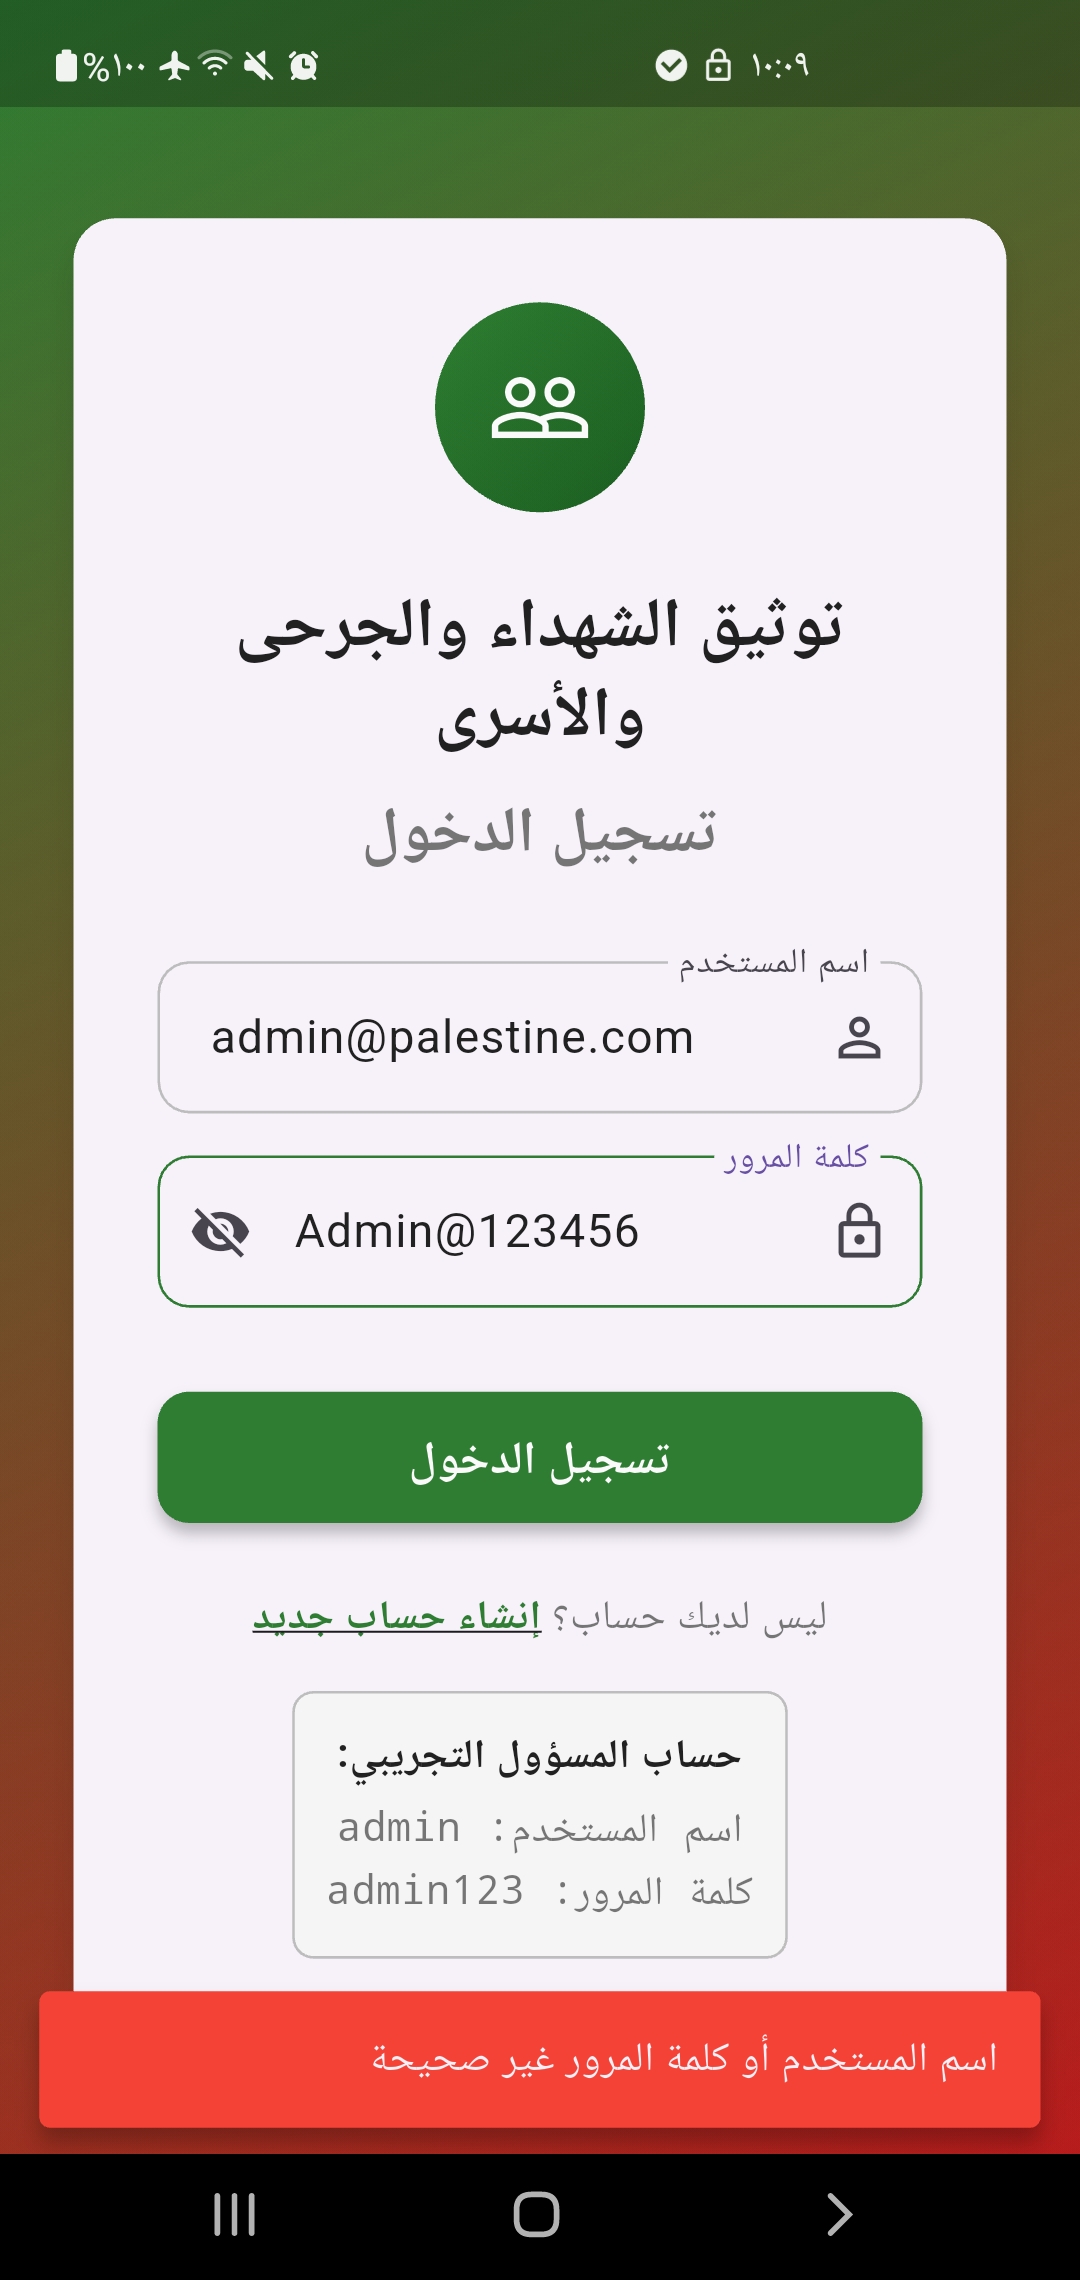 %١٠٠
١٠:٠٩
توثيق الشهداء والجرحى
والأسرى
تسجيل الدخول
اسم المستخدم
admin@palestine.com
كلمة المرور
Admin@123456
تسجيل الدخول
ليس لديك حساب؟ إنشاء حساب جديد
حساب المسؤول التجريبي:
اسم المستخدم: admin
كلمة المرور: admin123
اسم المستخدم أو كلمة المرور غير صحيحة